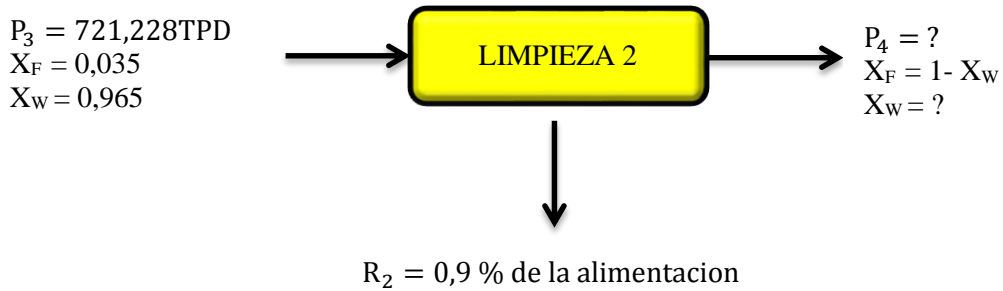 P₃ = 721,228TPD
X_F = 0,035
X_W = 0,965
LIMPIEZA 2
P₄ = ?
X_F = 1- X_W
X_W = ?
R₂ = 0,9 % de la alimentacion